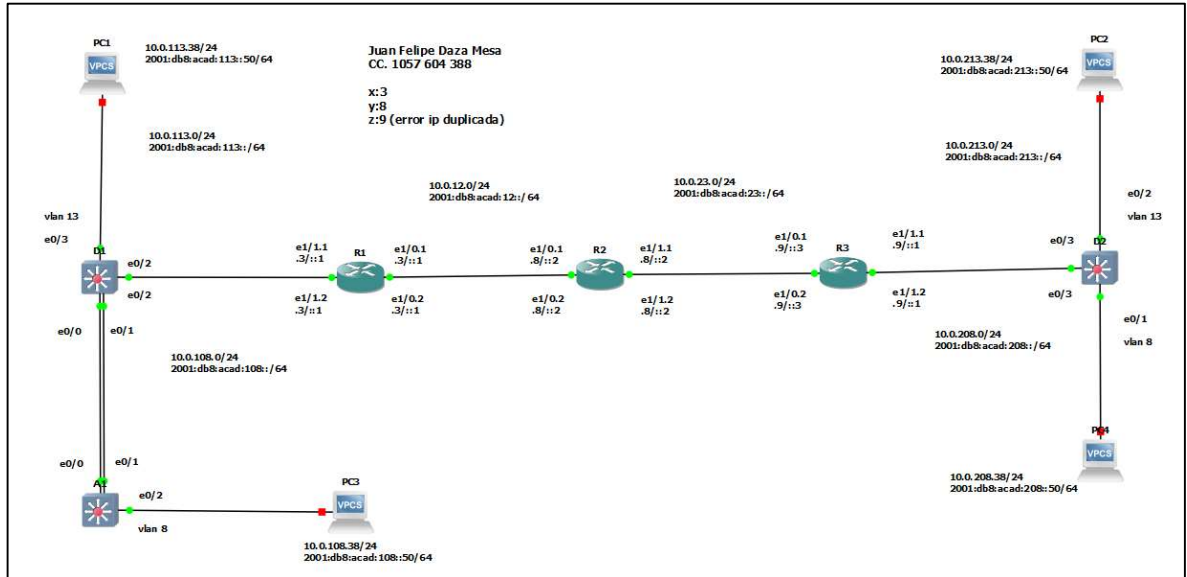 PC1
10.0.113.38/24
2001:db8:acad:113::50/64
VPCS
Juan Felipe Daza Mesa
CC. 1057 604 388
x:3
y:8
z:9 (error ip duplicada)
PC2
10.0.213.38/24
2001:db8:acad:213::50/64
VPCS
10.0.113.0/24
2001:db8:acad:113::/64
10.0.213.0/24
2001:db8:acad:213::/64
10.0.12.0/24
2001:db8:acad:12::/64
10.0.23.0/24
2001:db8:acad:23::/64
vlan 13
e0/3
D1
e0/2
e0/2
e0/0
e0/1
e1/1.1
.3/::1
R1
e1/0.1
.3/::1
e1/1.2
.3/::1
e1/0.2
.3/::1
e1/0.1
.8/::2
R2
e1/1.1
.8/::2
e1/0.2
.8/::2
e1/1.2
.8/::2
e1/0.1
.9/::3
R3
e1/1.1
.9/::1
e1/0.2
.9/::3
e1/1.2
.9/::1
e0/2
vlan 13
e0/3
D2
e0/3
e0/1
vlan 8
10.0.108.0/24
2001:db8:acad:108::/64
10.0.208.0/24
2001:db8:acad:208::/64
e0/0
e0/1
A1
e0/2
vlan 8
PC3
VPCS
10.0.108.38/24
2001:db8:acad:108::50/64
PC4
VPCS
10.0.208.38/24
2001:db8:acad:208::50/64